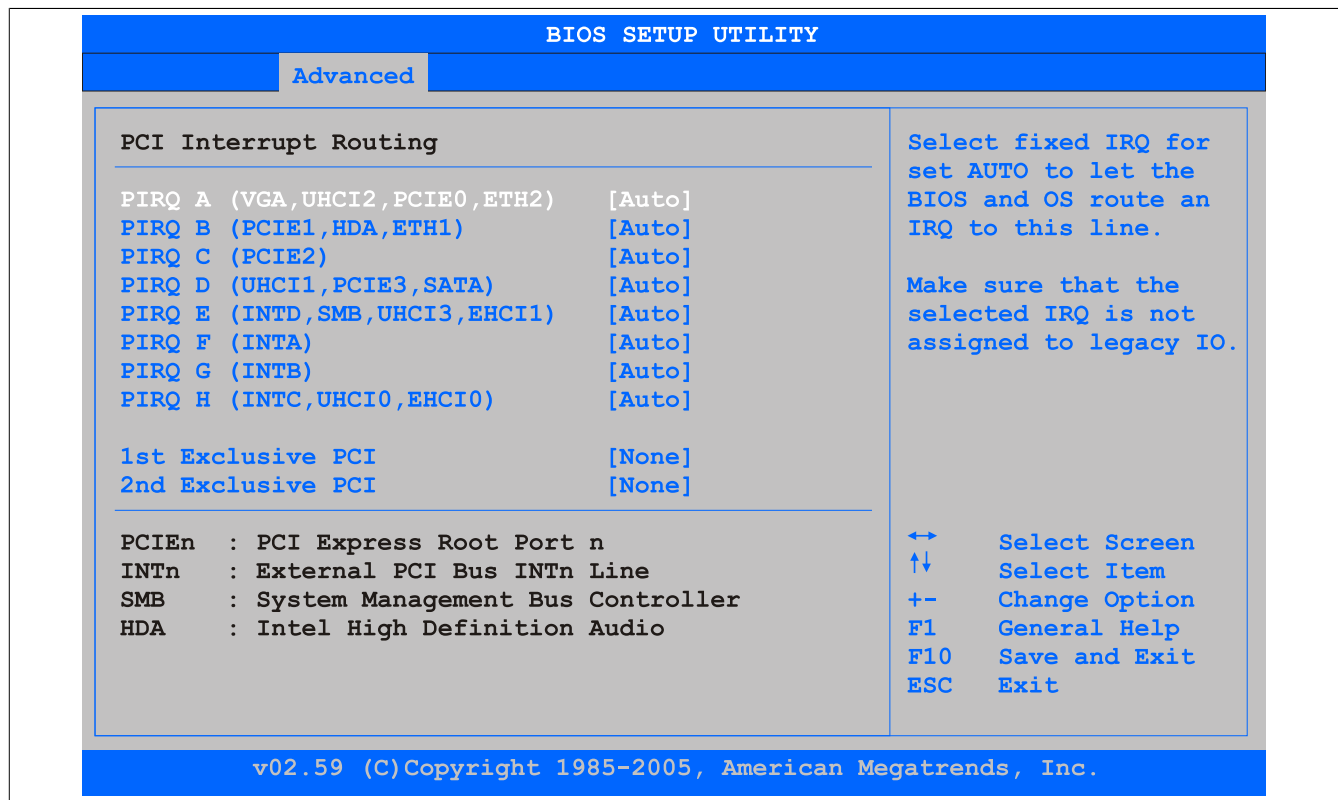 BIOS SETUP UTILITY
Advanced
PCI Interrupt Routing
PIRQ A (VGA,UHCI2,PCIE0,ETH2) [Auto]
PIRQ B (PCIE1,HDA,ETH1) [Auto]
PIRQ C (PCIE2) [Auto]
PIRQ D (UHCI1,PCIE3,SATA) [Auto]
PIRQ E (INTD,SMB,UHCI3,EHCI1) [Auto]
PIRQ F (INTA) [Auto]
PIRQ G (INTB) [Auto]
PIRQ H (INTC,UHCI0,EHCI0) [Auto]
1st Exclusive PCI [None]
2nd Exclusive PCI [None]
PCIEn : PCI Express Root Port n
INTn : External PCI Bus INTn Line
SMB : System Management Bus Controller
HDA : Intel High Definition Audio
Select fixed IRQ for
set AUTO to let the
BIOS and OS route an
IRQ to this line.
Make sure that the
selected IRQ is not
assigned to legacy IO.
↔ Select Screen
↑↓ Select Item
+- Change Option
F1 General Help
F10 Save and Exit
ESC Exit
v02.59 (C)Copyright 1985-2005, American Megatrends, Inc.